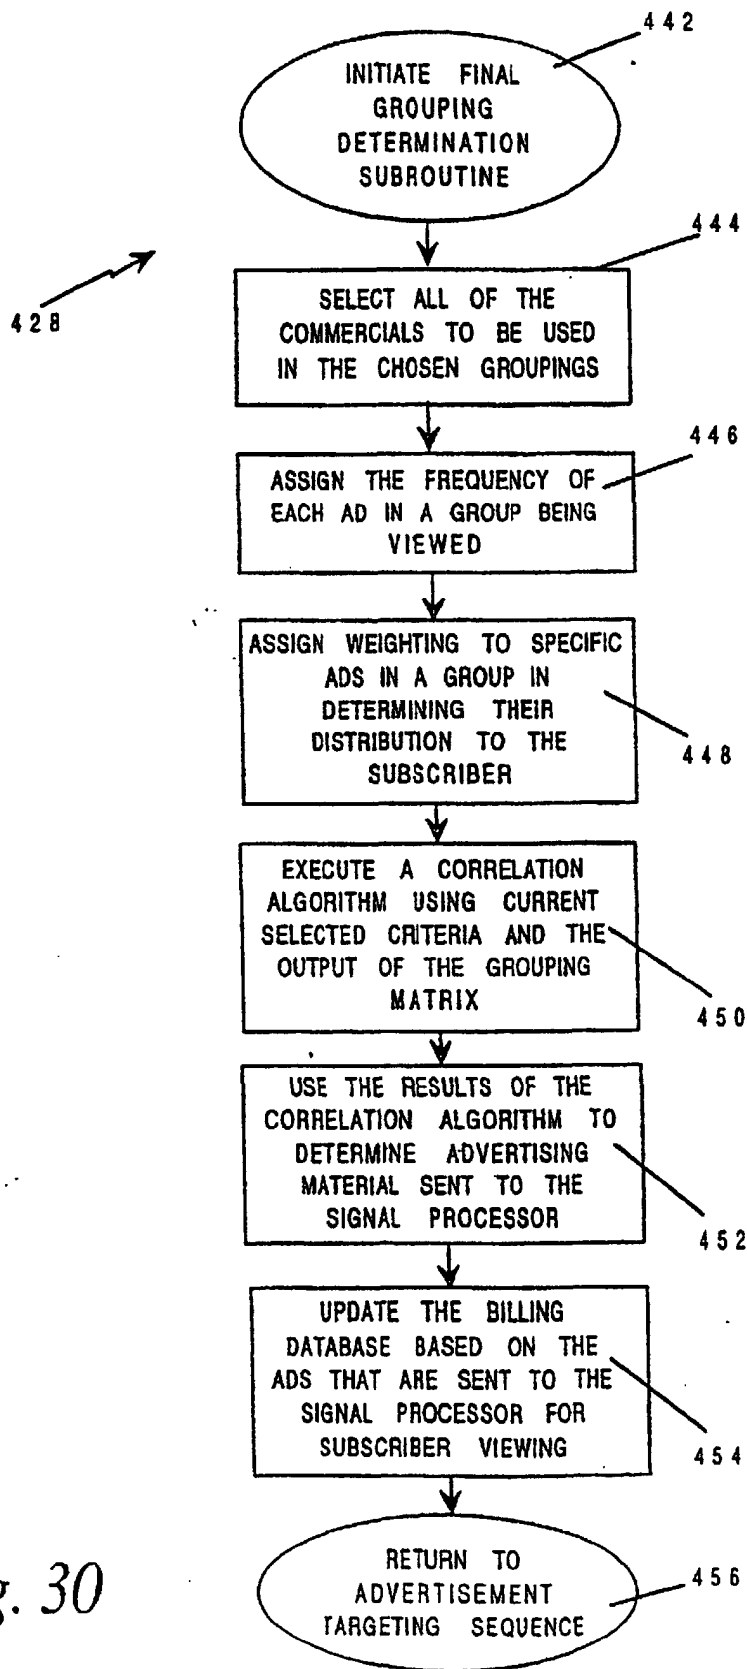 442
INITIATE FINAL
GROUPING
DETERMINATION
SUBROUTINE
444
428
SELECT ALL OF THE
COMMERCIALS TO BE USED
IN THE CHOSEN GROUPINGS
446
ASSIGN THE FREQUENCY OF
EACH AD IN A GROUP BEING
VIEWED
ASSIGN WEIGHTING TO SPECIFIC
ADS IN A GROUP IN
DETERMINING THEIR
DISTRIBUTION TO THE
SUBSCRIBER
448
EXECUTE A CORRELATION
ALGORITHM USING CURRENT
SELECTED CRITERIA AND THE
OUTPUT OF THE GROUPING
MATRIX
450
USE THE RESULTS OF THE
CORRELATION ALGORITHM TO
DETERMINE ADVERTISING
MATERIAL SENT TO THE
SIGNAL PROCESSOR
452
UPDATE THE BILLING
DATABASE BASED ON THE
ADS THAT ARE SENT TO THE
SIGNAL PROCESSOR FOR
SUBSCRIBER VIEWING
454
RETURN TO
ADVERTISEMENT
TARGETING SEQUENCE
456
g. 30